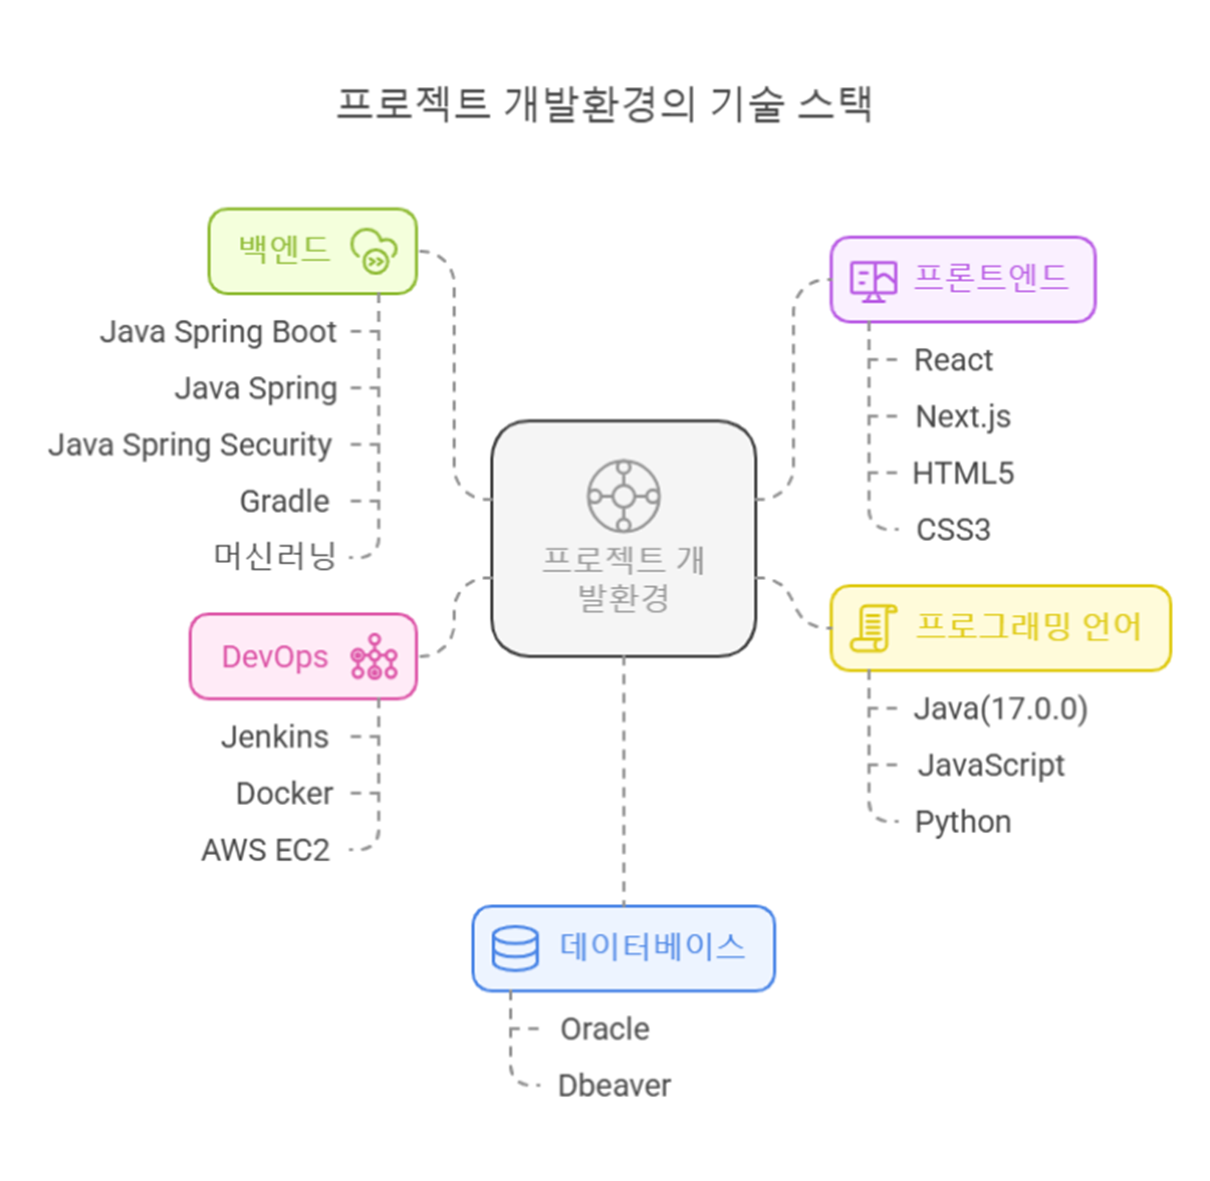 프로젝트 개발환경의 기술 스택
백엔드
Java Spring Boot
Java Spring
Java Spring Security
Gradle
머신러닝
DevOps
Jenkins
Docker
AWS EC2
프로젝트 개
발환경
프론트엔드
React
Next.js
HTML5
CSS3
프로그래밍 언어
Java(17.0.0)
JavaScript
Python
데이터베이스
Oracle
Dbeaver